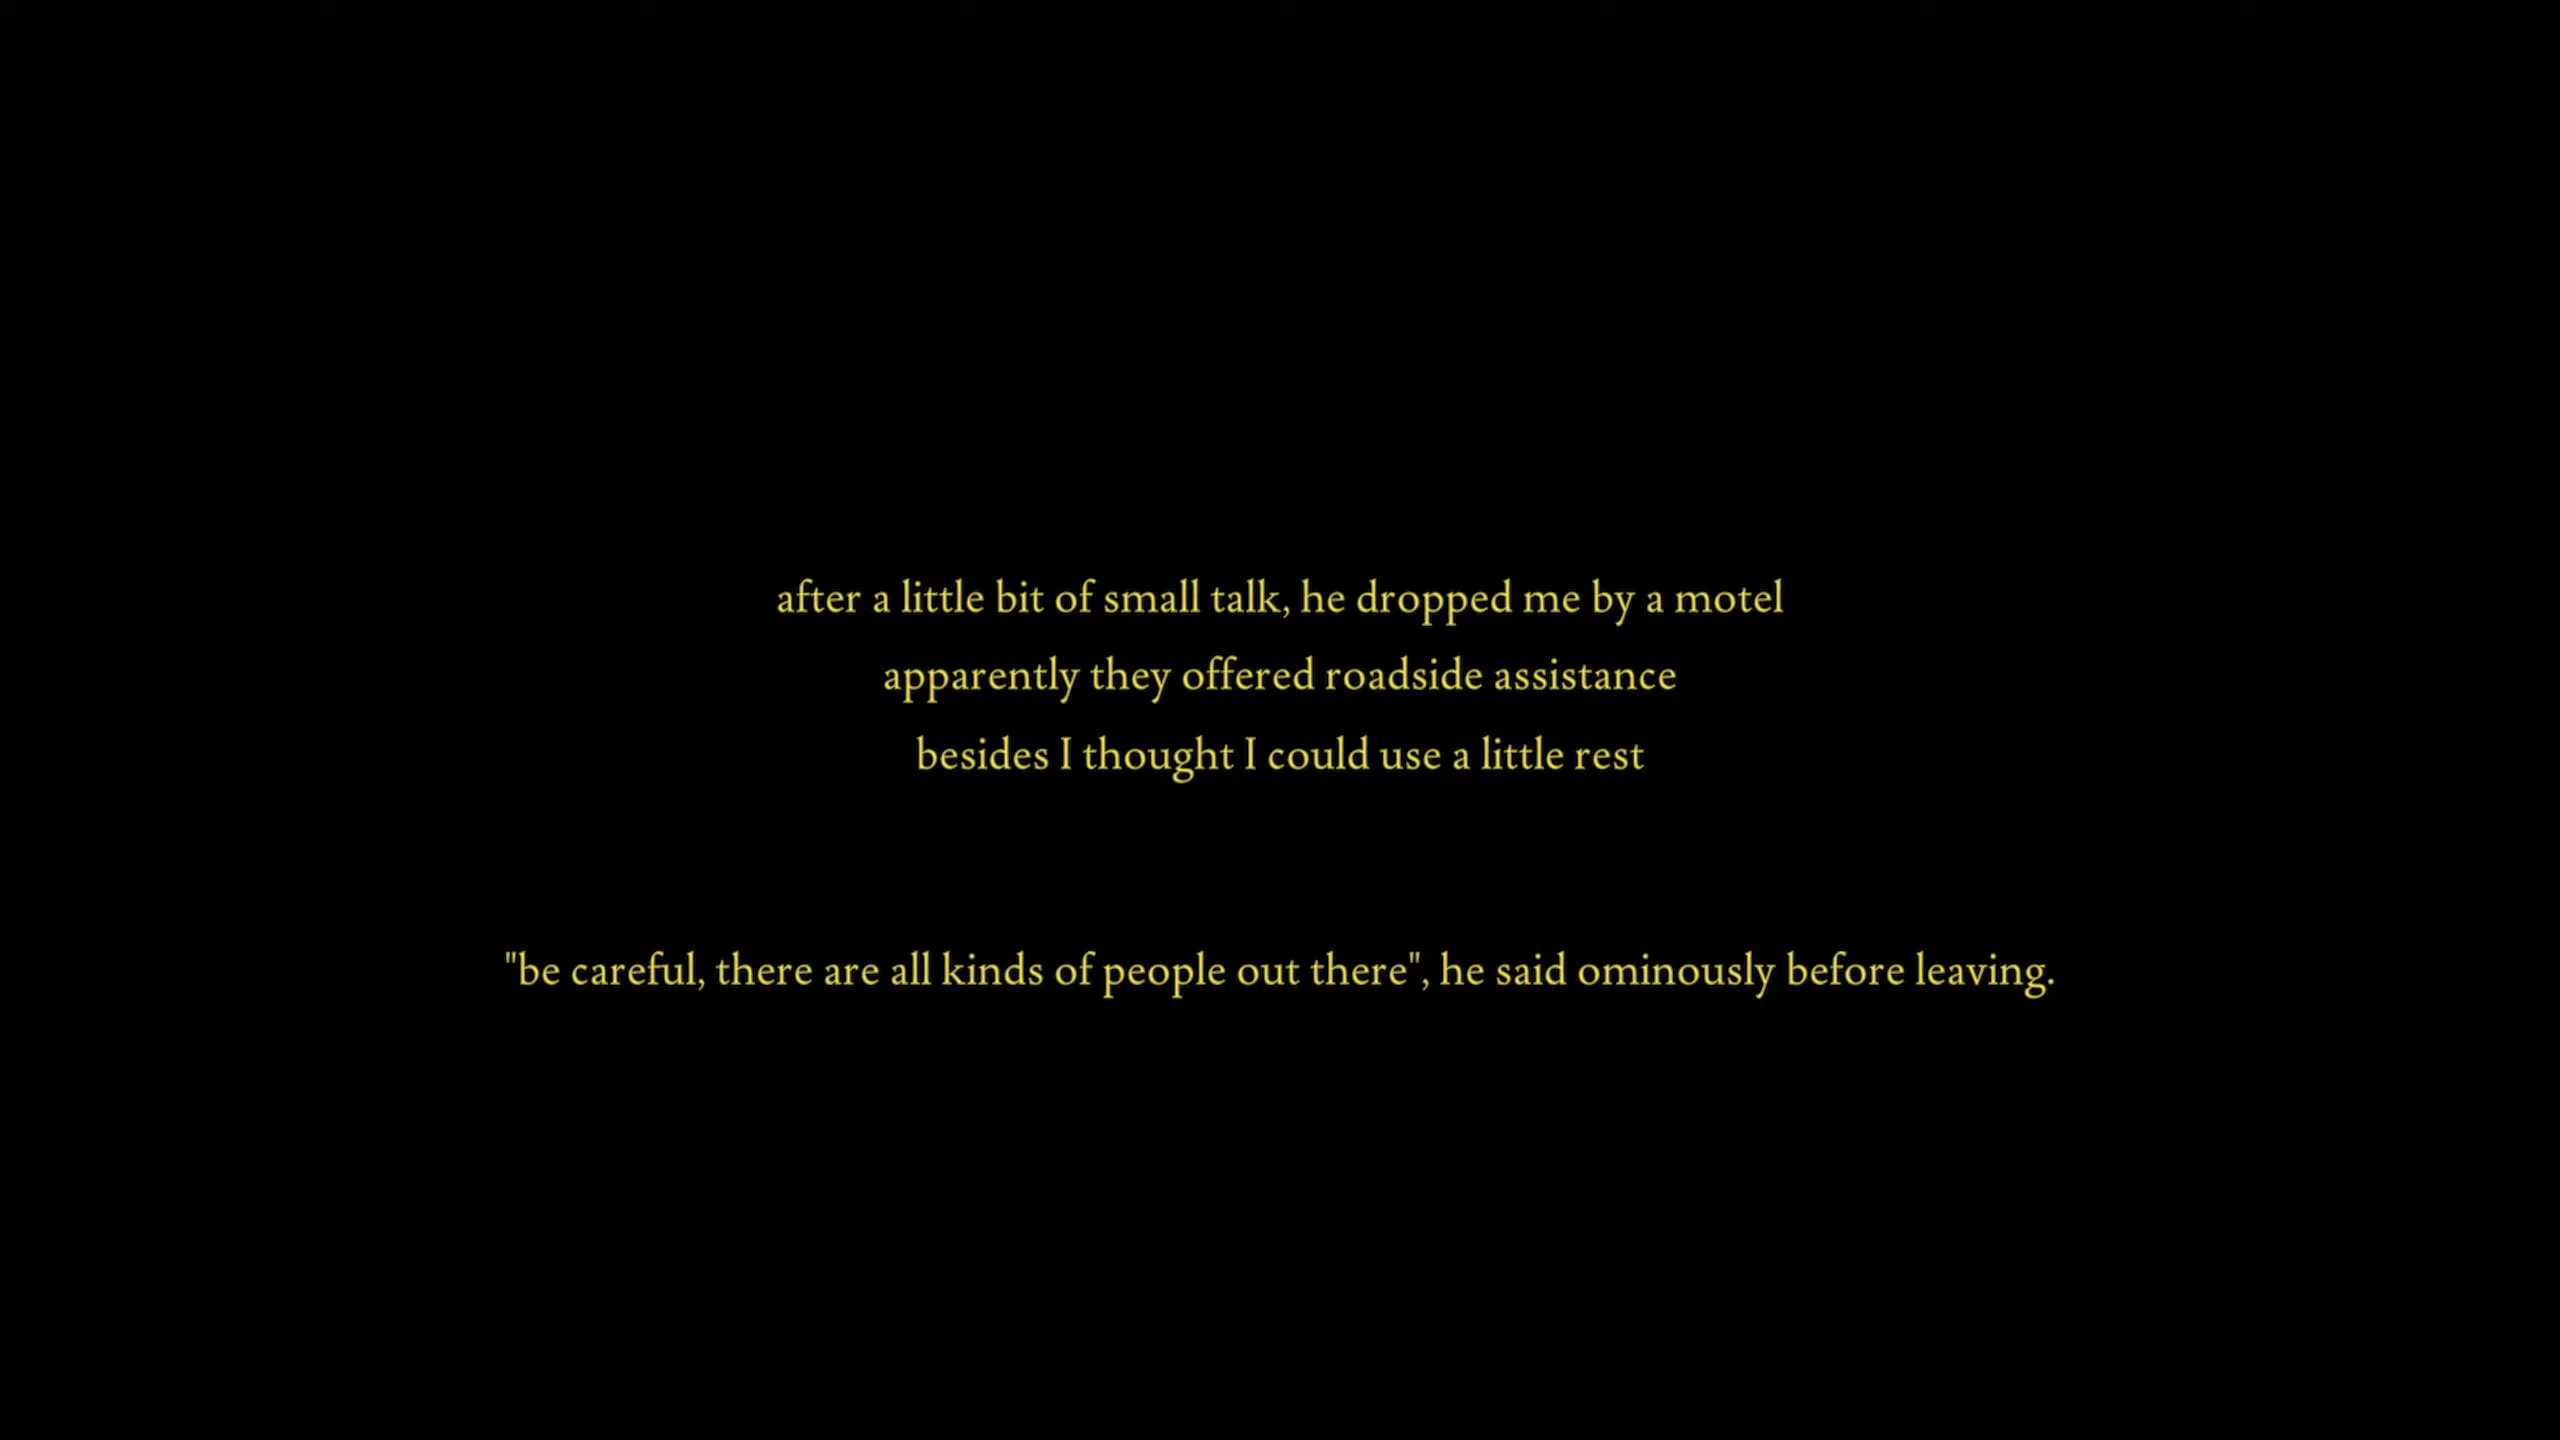 after a little bit of small talk, he dropped me by a motel
apparently they offered roadside assistance
besides I thought I could use a little rest
"be careful, there are all kinds of people out there", he said ominously before leaving.